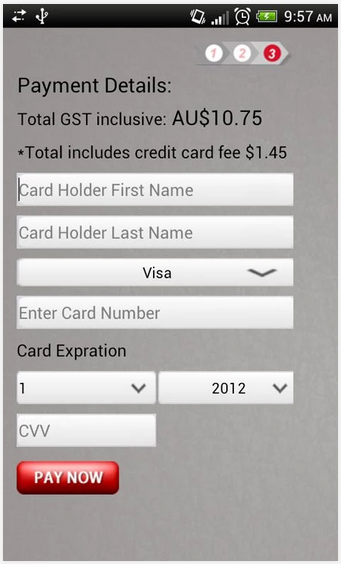 9:57 AM
1 2 3
Payment Details:
Total GST inclusive: AU$10.75
*Total includes credit card fee $1.45
Card Holder First Name
Card Holder Last Name
Visa
Enter Card Number
Card Expration
1 2012
CVV
PAY NOW